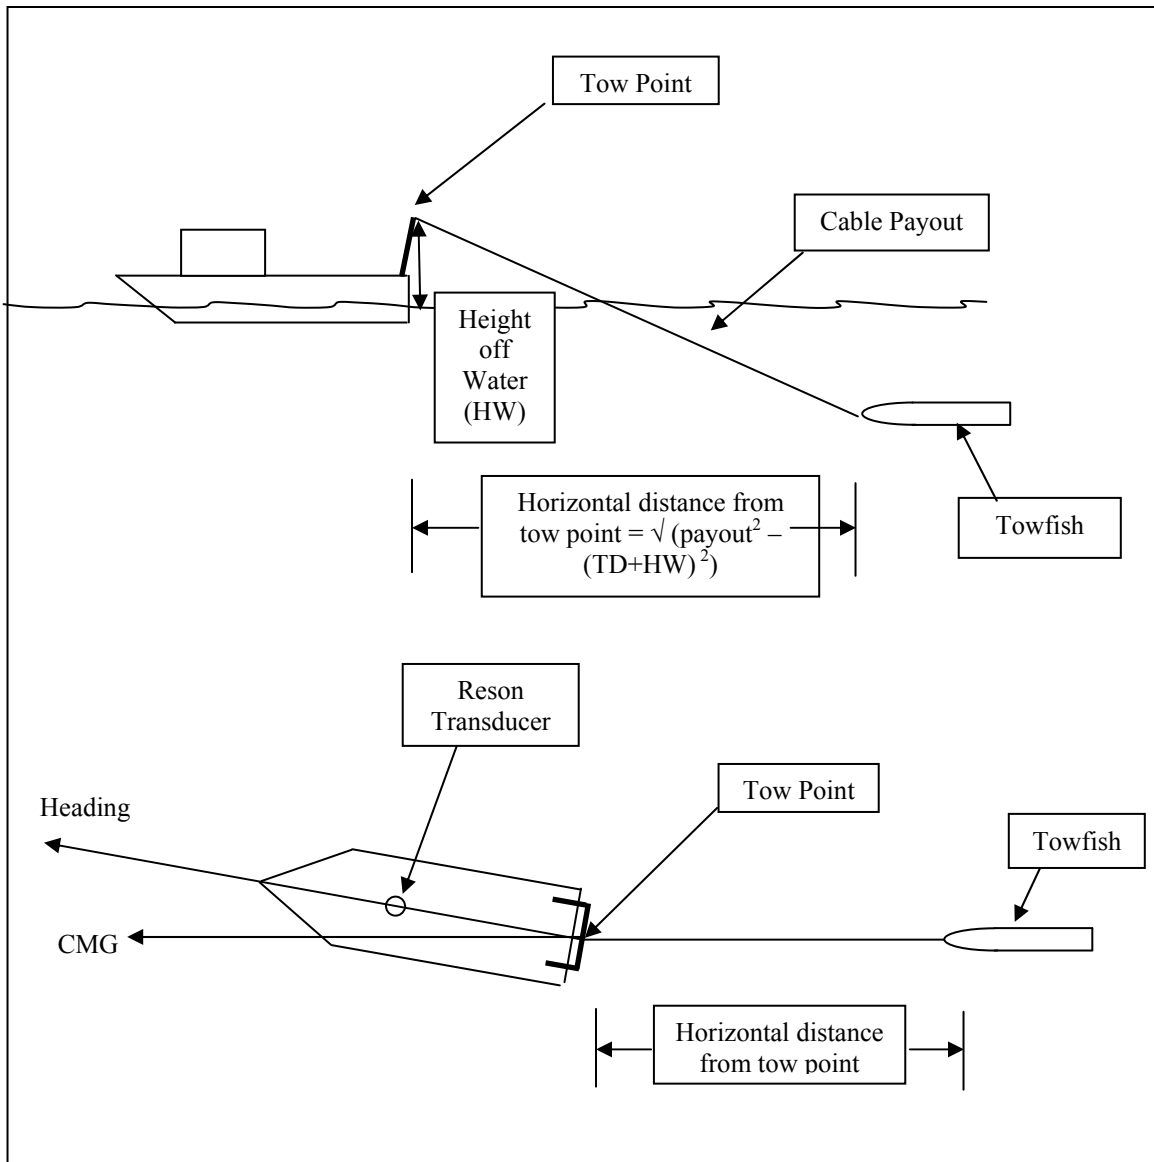 Tow Point
Cable Payout
Height
off
Water
(HW)
Horizontal distance from
tow point = √ (payout² –
(TD+HW) ²)
Towfish
Reson
Transducer
Heading
Tow Point
Towfish
CMG
Horizontal distance
from tow point